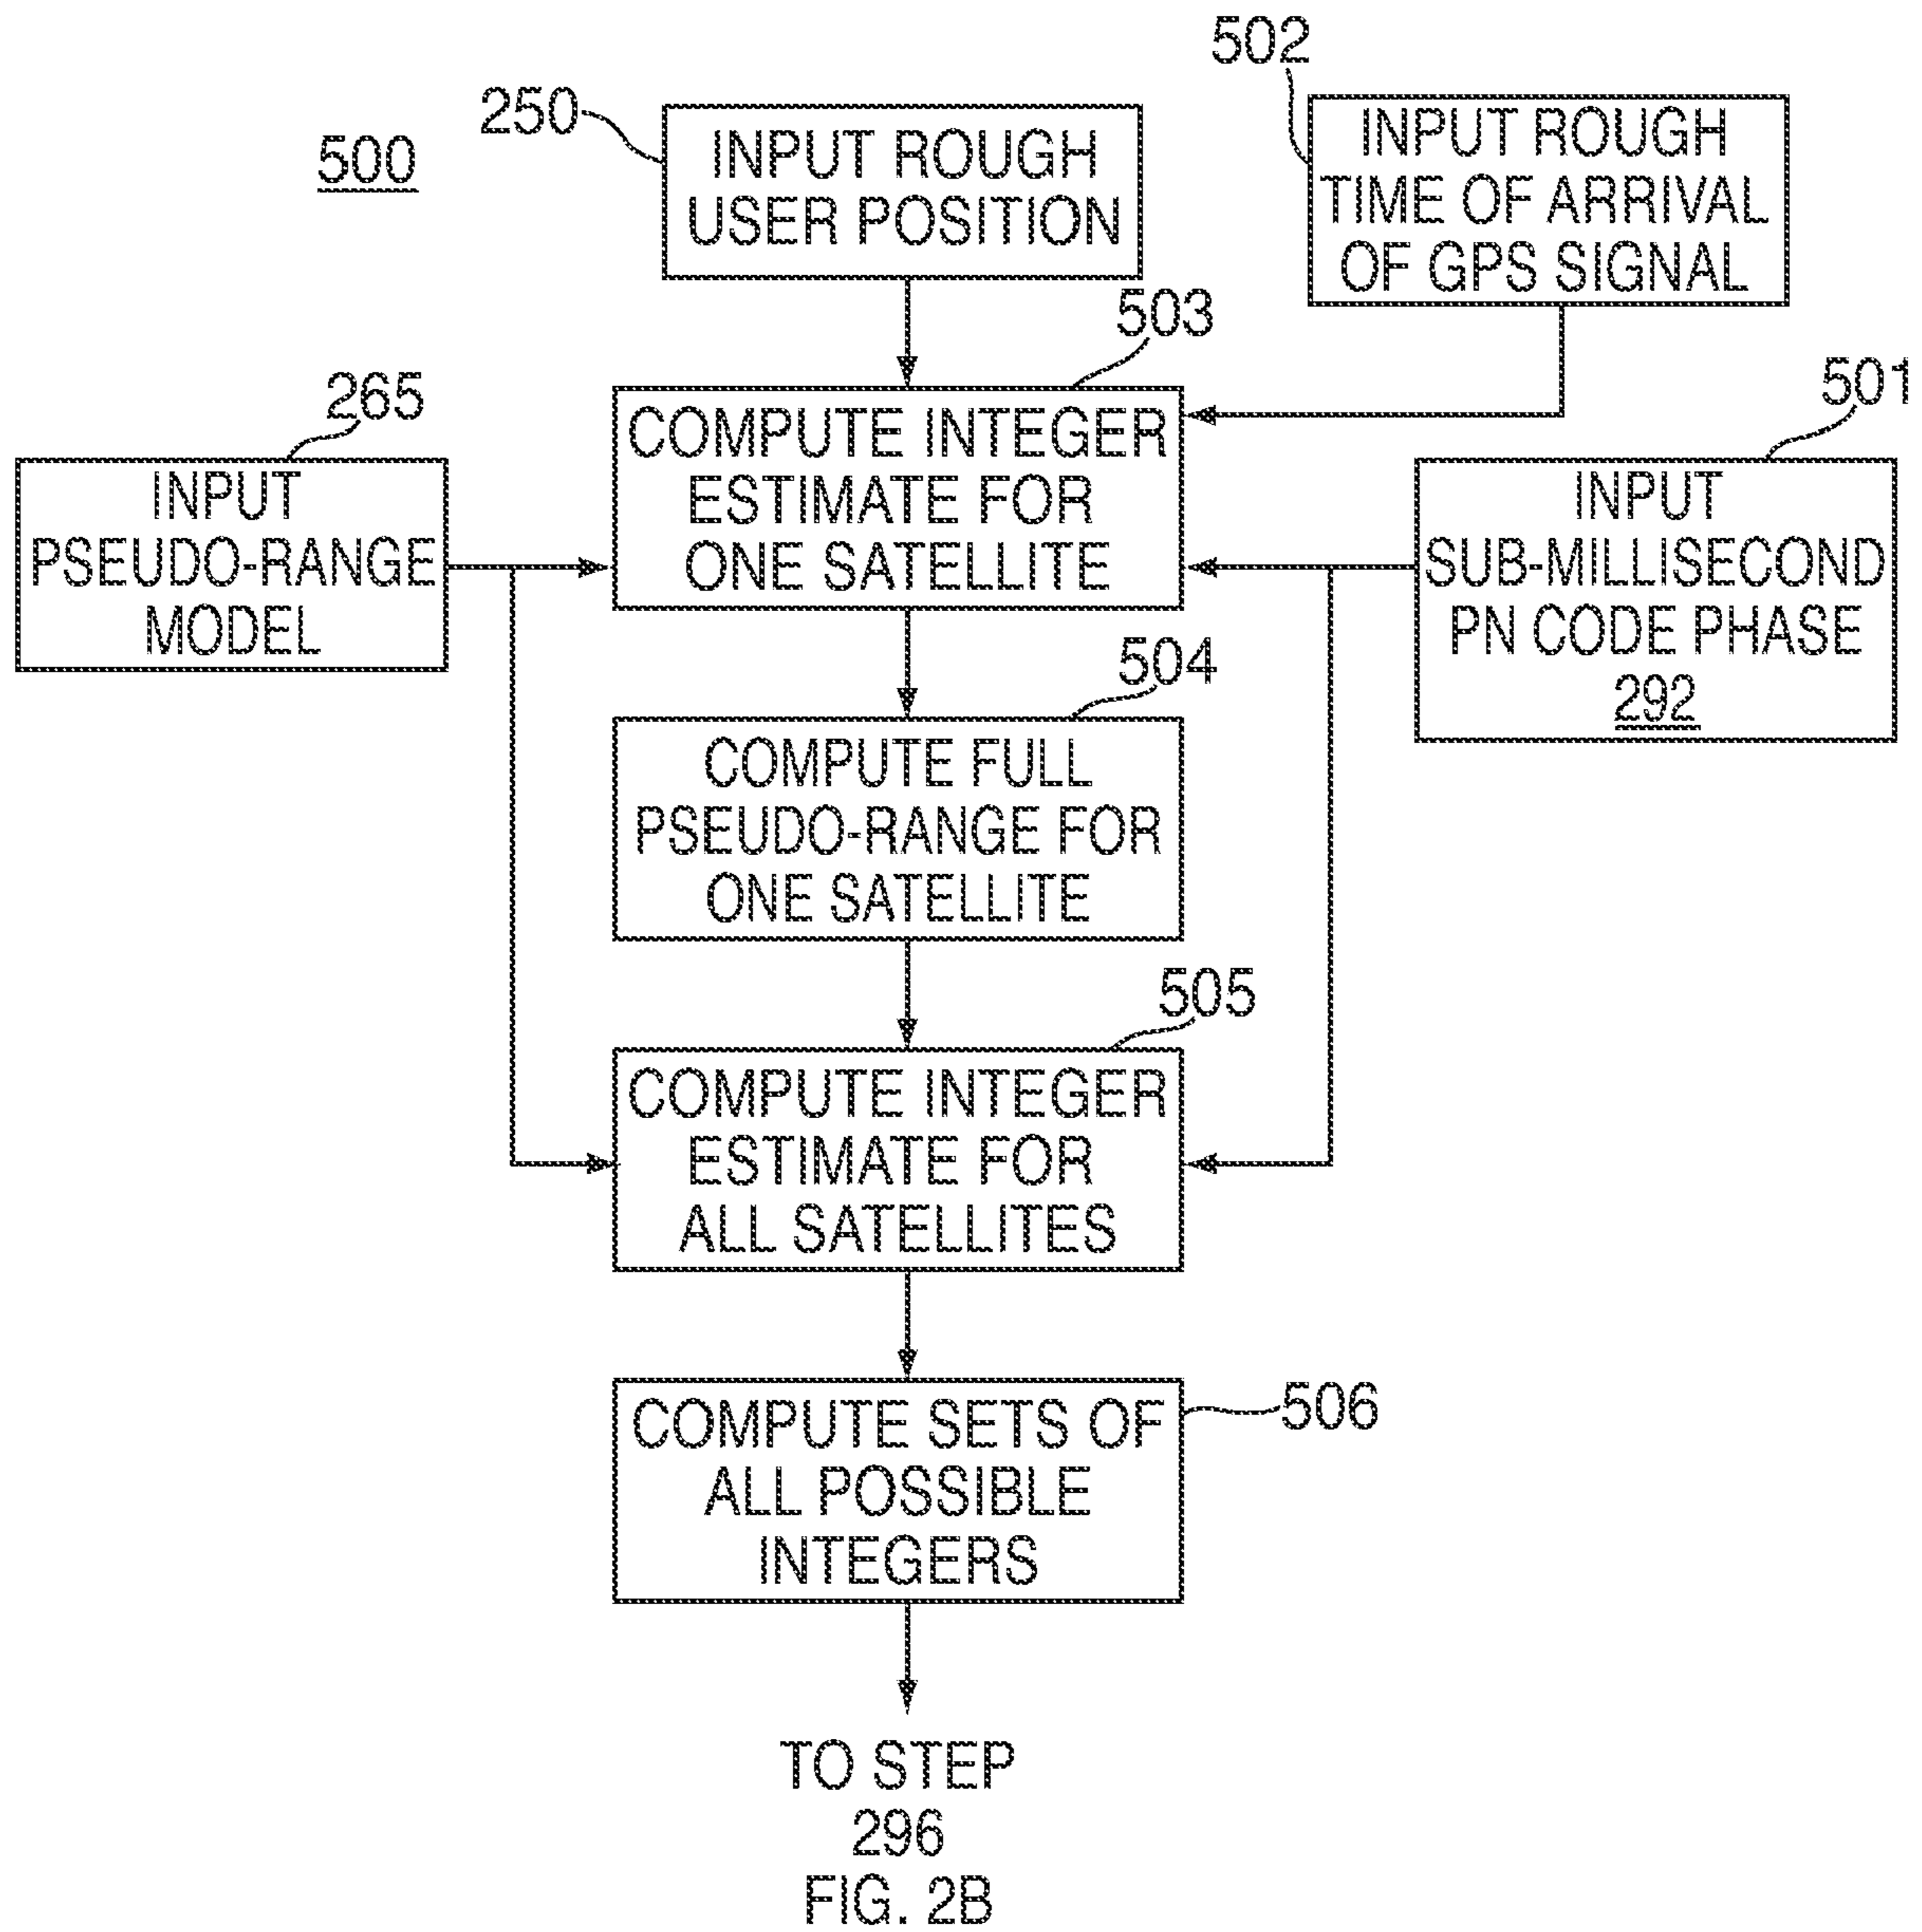 500
250
INPUT ROUGH
USER POSITION
502
INPUT ROUGH
TIME OF ARRIVAL
OF GPS SIGNAL
265
INPUT
PSEUDO-RANGE
MODEL
503
COMPUTE INTEGER
ESTIMATE FOR
ONE SATELLITE
501
INPUT
SUB-MILLISECOND
PN CODE PHASE
292
504
COMPUTE FULL
PSEUDO-RANGE FOR
ONE SATELLITE
505
COMPUTE INTEGER
ESTIMATE FOR
ALL SATELLITES
506
COMPUTE SETS OF
ALL POSSIBLE
INTEGERS
TO STEP
296
FIG. 2B